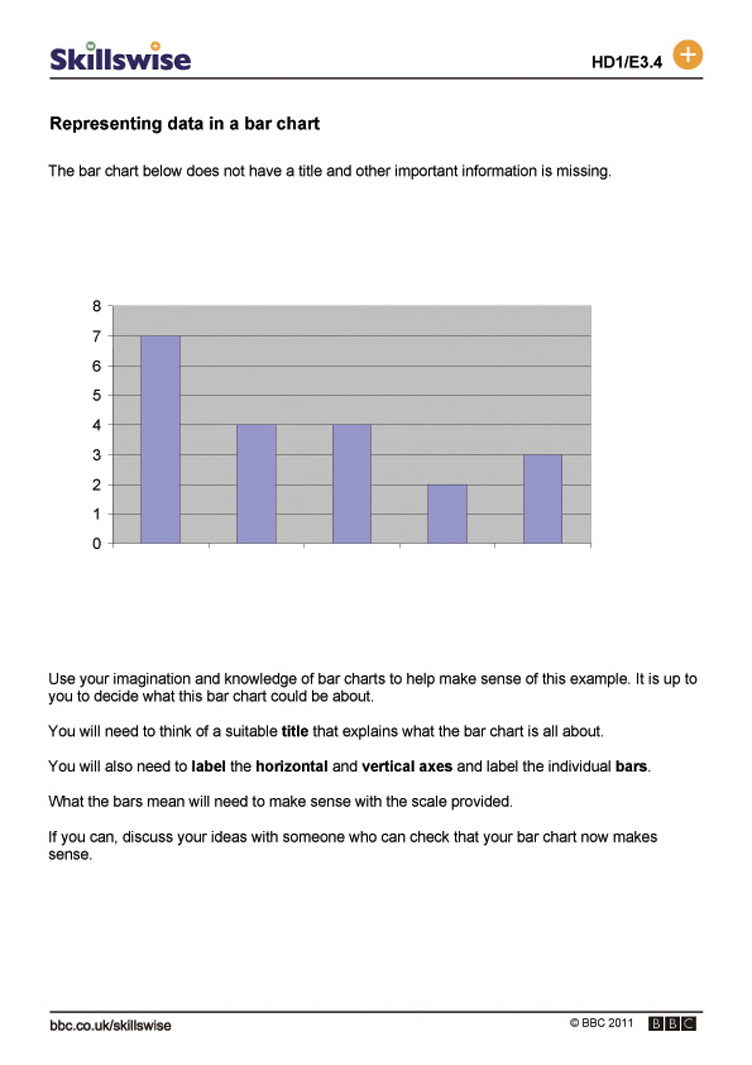 Skillswise
HD1/E3.4
Representing data in a bar chart
The bar chart below does not have a title and other important information is missing.
8
7
6
5
4
3
2
1
0
Use your imagination and knowledge of bar charts to help make sense of this example. It is up to
you to decide what this bar chart could be about.
You will need to think of a suitable title that explains what the bar chart is all about.
You will also need to label the horizontal and vertical axes and label the individual bars.
What the bars mean will need to make sense with the scale provided.
If you can, discuss your ideas with someone who can check that your bar chart now makes
sense.
bbc.co.uk/skillswise
© BBC 2011 BBC